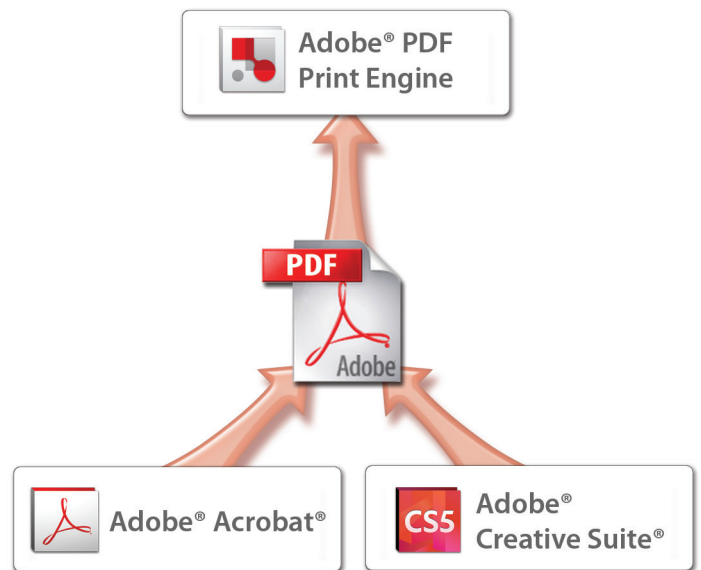 Adobe® PDF
Print Engine
PDF
Adobe
Adobe® Acrobat®
CS5
Adobe®
Creative Suite®